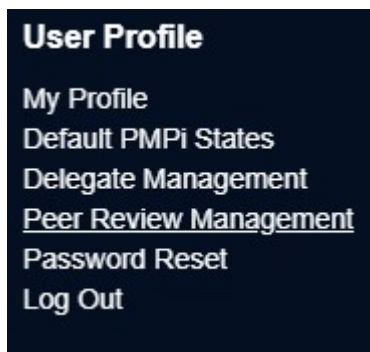 User Profile
My Profile
Default PMPi States
Delegate Management
Peer Review Management
Password Reset
Log Out